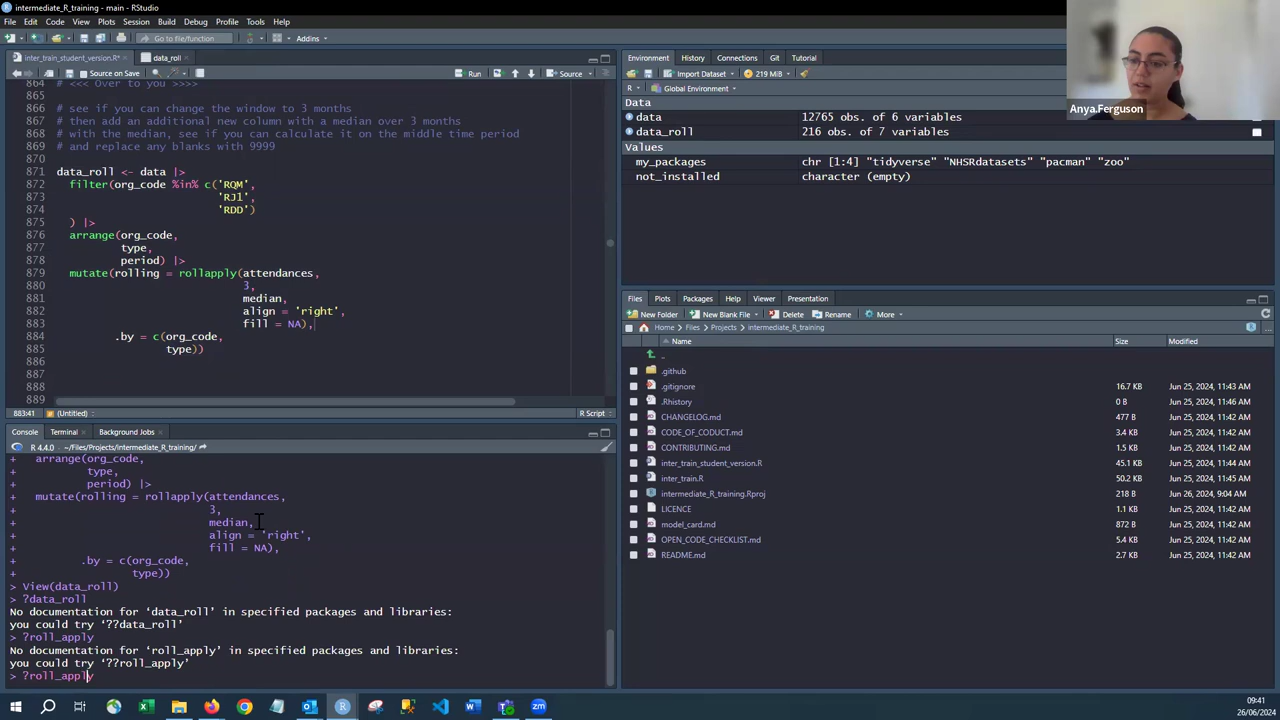 intermediate_R_training - main - RStudio
File Edit Code View Plots Session Build Debug Profile Tools Help
Go to file/function
Addins
inter_train_student_version.R*
data_roll
Source on Save
Run
Source
864 # <<< Over to you >>>>
865
866 # see if you can change the window to 3 months
867 # then add an additional new column with a median over 3 months
868 # with the median, see if you can calculate it on the middle time period
869 # and replace any blanks with 9999
870
871 data_roll <- data |>
872 filter(org_code %in% c('RQM',
873 'RJ1',
874 'RDD')
875 ) |>
876 arrange(org_code,
877 type,
878 period) |>
879 mutate(rolling = rollapply(attendances,
880 3,
881 median,
882 align = 'right',
883 fill = NA),
884 .by = c(org_code,
885 type))
886
887
888
889
883:41 (Untitled) R Script
Console Terminal Background Jobs
R 4.4.0 · ~/Files/Projects/intermediate_R_training/
+ arrange(org_code,
+ type,
+ period) |>
+ mutate(rolling = rollapply(attendances,
+ 3,
+ median,
+ align = 'right',
+ fill = NA),
+ .by = c(org_code,
+ type))
> View(data_roll)
> ?data_roll
No documentation for ‘data_roll’ in specified packages and libraries:
you could try ‘??data_roll’
> ?roll_apply
No documentation for ‘roll_apply’ in specified packages and libraries:
you could try ‘??roll_apply’
> ?roll_apply
Environment History Connections Git Tutorial
Import Dataset 219 MiB
R Global Environment
Data
data 12765 obs. of 6 variables
data_roll 216 obs. of 7 variables
Values
my_packages chr [1:4] "tidyverse" "NHSRdatasets" "pacman" "zoo"
not_installed character (empty)
Anya.Ferguson
Files Plots Packages Help Viewer Presentation
New Folder New Blank File Delete Rename More
Home Files Projects intermediate_R_training
Name Size Modified
..
.github
.gitignore 16.7 KB Jun 25, 2024, 11:43 AM
.Rhistory 0 B Jun 25, 2024, 11:46 AM
CHANGELOG.md 477 B Jun 25, 2024, 11:43 AM
CODE_OF_CODUCT.md 3.4 KB Jun 25, 2024, 11:43 AM
CONTRIBUTING.md 1.5 KB Jun 25, 2024, 11:43 AM
inter_train_student_version.R 45.1 KB Jun 25, 2024, 11:43 AM
inter_train.R 42.2 KB Jun 25, 2024, 11:43 AM
intermediate_R_training.Rproj 218 B Jun 26, 2024, 9:04 AM
LICENCE 1.1 KB Jun 25, 2024, 11:43 AM
model_card.md 872 B Jun 25, 2024, 11:43 AM
OPEN_CODE_CHECKLIST.md 5.4 KB Jun 25, 2024, 11:43 AM
README.md 2.7 KB Jun 25, 2024, 11:43 AM
09:41
26/06/2024